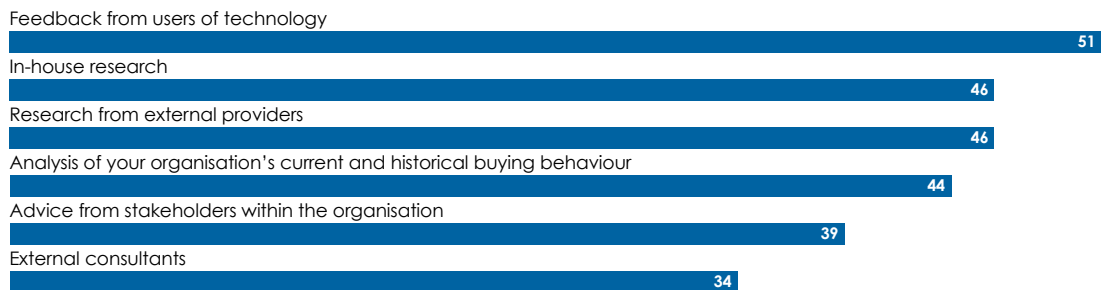 Feedback from users of technology
51
In-house research
46
Research from external providers
46
Analysis of your organisation’s current and historical buying behaviour
44
Advice from stakeholders within the organisation
39
External consultants
34